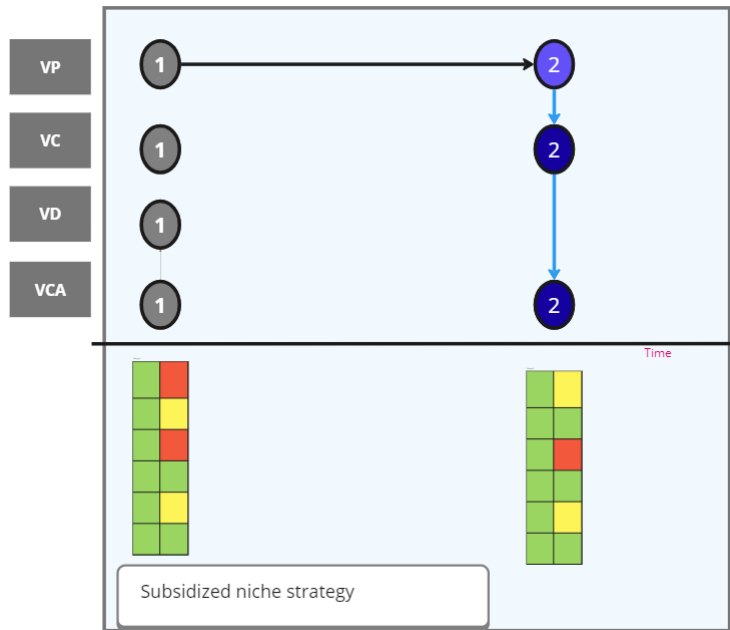 VP 1 2
VC 1 2
VD 1
VCA 1 2
Time
Subsidized niche strategy